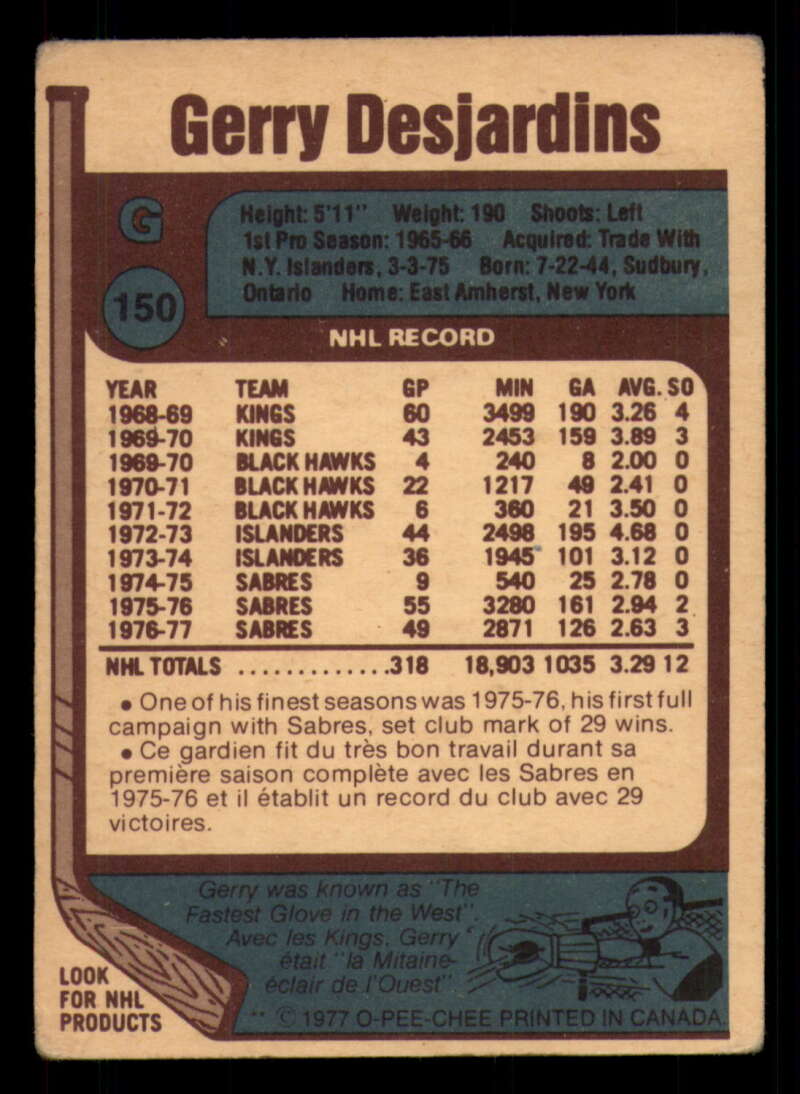 Gerry Desjardins
G
150
Height: 5'11" Weight: 190 Shoots: Left
1st Pro Season: 1965-66 Acquired: Trade With
N.Y. Islanders, 3-3-75 Born: 7-22-44, Sudbury,
Ontario Home: East Amherst, New York
NHL RECORD
YEAR TEAM GP MIN GA AVG. SO
1968-69 KINGS 60 3499 190 3.26 4
1969-70 KINGS 43 2453 159 3.89 3
1969-70 BLACK HAWKS 4 240 8 2.00 0
1970-71 BLACK HAWKS 22 1217 49 2.41 0
1971-72 BLACK HAWKS 6 360 21 3.50 0
1972-73 ISLANDERS 44 2498 195 4.68 0
1973-74 ISLANDERS 36 1945 101 3.12 0
1974-75 SABRES 9 540 25 2.78 0
1975-76 SABRES 55 3280 161 2.94 2
1976-77 SABRES 49 2871 126 2.63 3
NHL TOTALS .............318 18,903 1035 3.29 12
• One of his finest seasons was 1975-76, his first full
campaign with Sabres, set club mark of 29 wins.
• Ce gardien fit du très bon travail durant sa
première saison complète avec les Sabres en
1975-76 et il établit un record du club avec 29
victoires.
Gerry was known as "The
Fastest Glove in the West".
Avec les Kings, Gerry
était "la Mitaine-
éclair de l'Ouest"
LOOK
FOR NHL
PRODUCTS
** © 1977 O-PEE-CHEE PRINTED IN CANADA